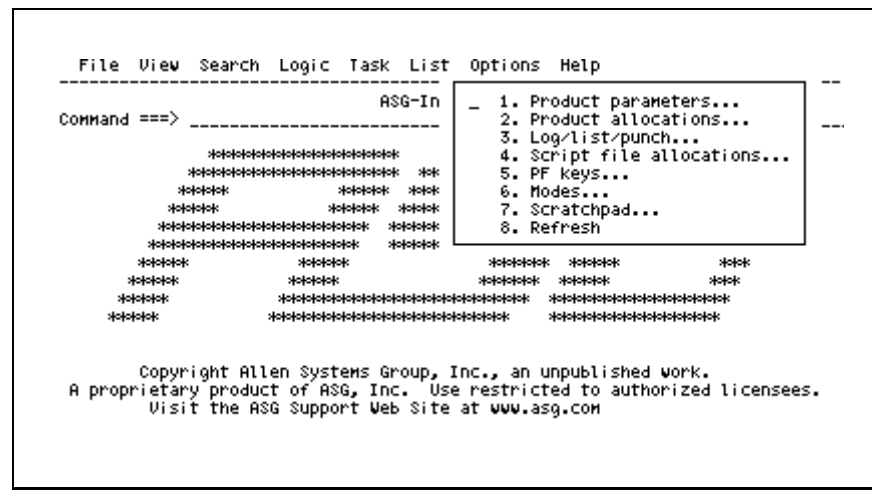 File View Search Logic Task List Options Help
ASG-In
Command ===>
_ 1. Product parameters...
2. Product allocations...
3. Log/list/punch...
4. Script file allocations...
5. PF keys...
6. Modes...
7. Scratchpad...
8. Refresh
Copyright Allen Systems Group, Inc., an unpublished work.
A proprietary product of ASG, Inc. Use restricted to authorized licensees.
Visit the ASG Support Web Site at www.asg.com